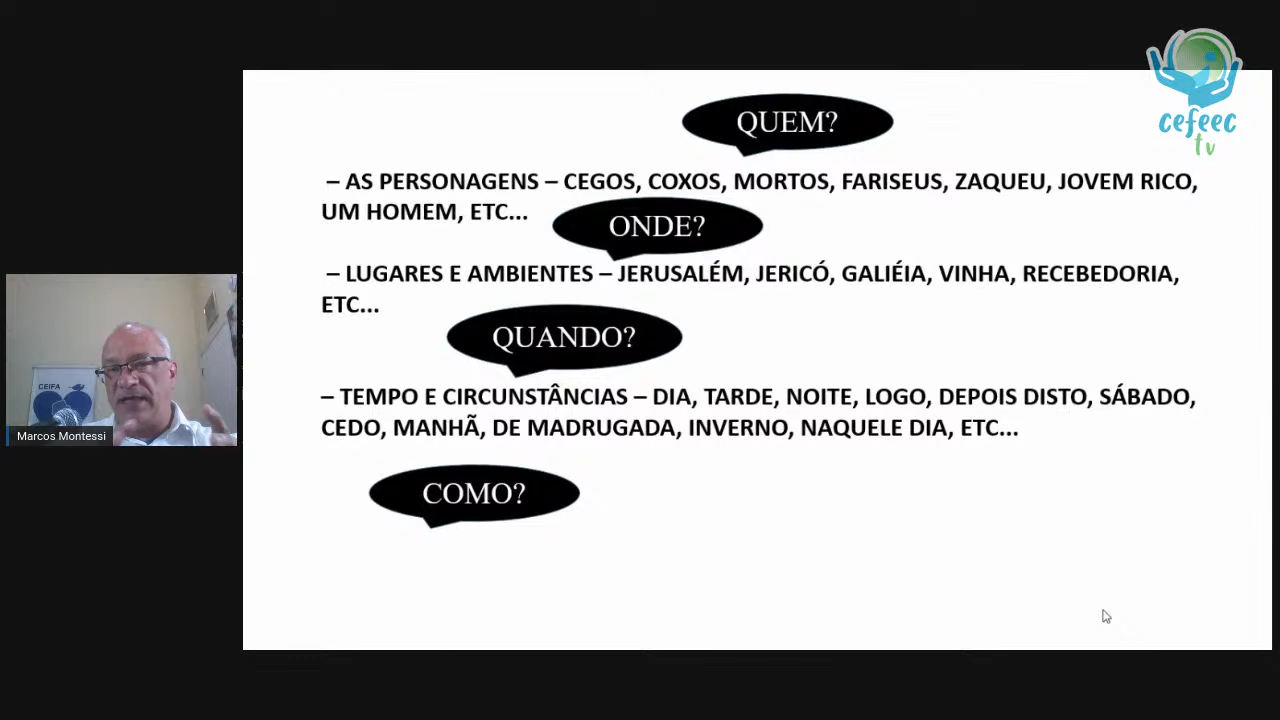 cefeec
tv
QUEM?
– AS PERSONAGENS – CEGOS, COXOS, MORTOS, FARISEUS, ZAQUEU, JOVEM RICO,
UM HOMEM, ETC...
ONDE?
– LUGARES E AMBIENTES – JERUSALÉM, JERICÓ, GALIÉIA, VINHA, RECEBEDORIA,
ETC...
QUANDO?
– TEMPO E CIRCUNSTÂNCIAS – DIA, TARDE, NOITE, LOGO, DEPOIS DISTO, SÁBADO,
CEDO, MANHÃ, DE MADRUGADA, INVERNO, NAQUELE DIA, ETC...
COMO?
CEIFA
Marcos Montessi